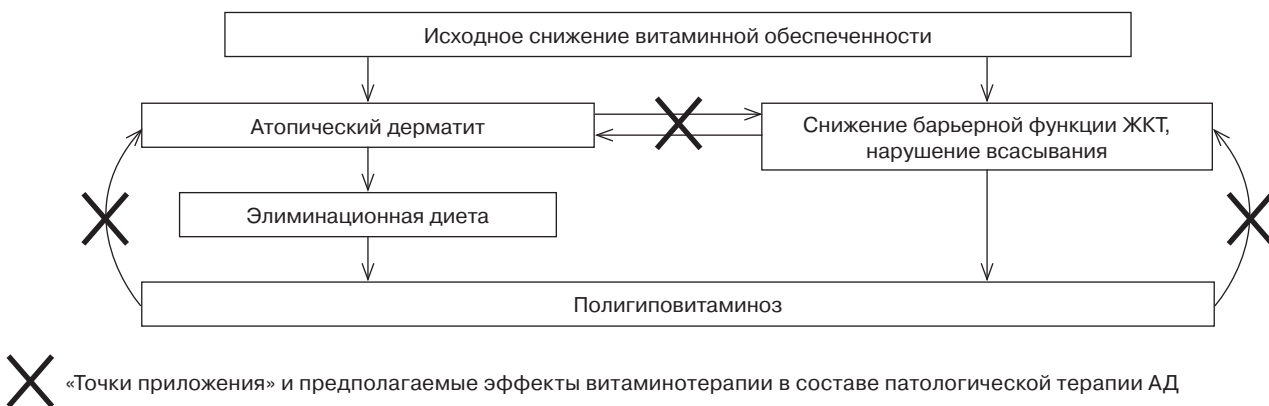 Исходное снижение витаминной обеспеченности
Атопический дерматит
Снижение барьерной функции ЖКТ,
нарушение всасывания
Элиминационная диета
Полигиповитаминоз
«Точки приложения» и предполагаемые эффекты витаминотерапии в составе патологической терапии АД